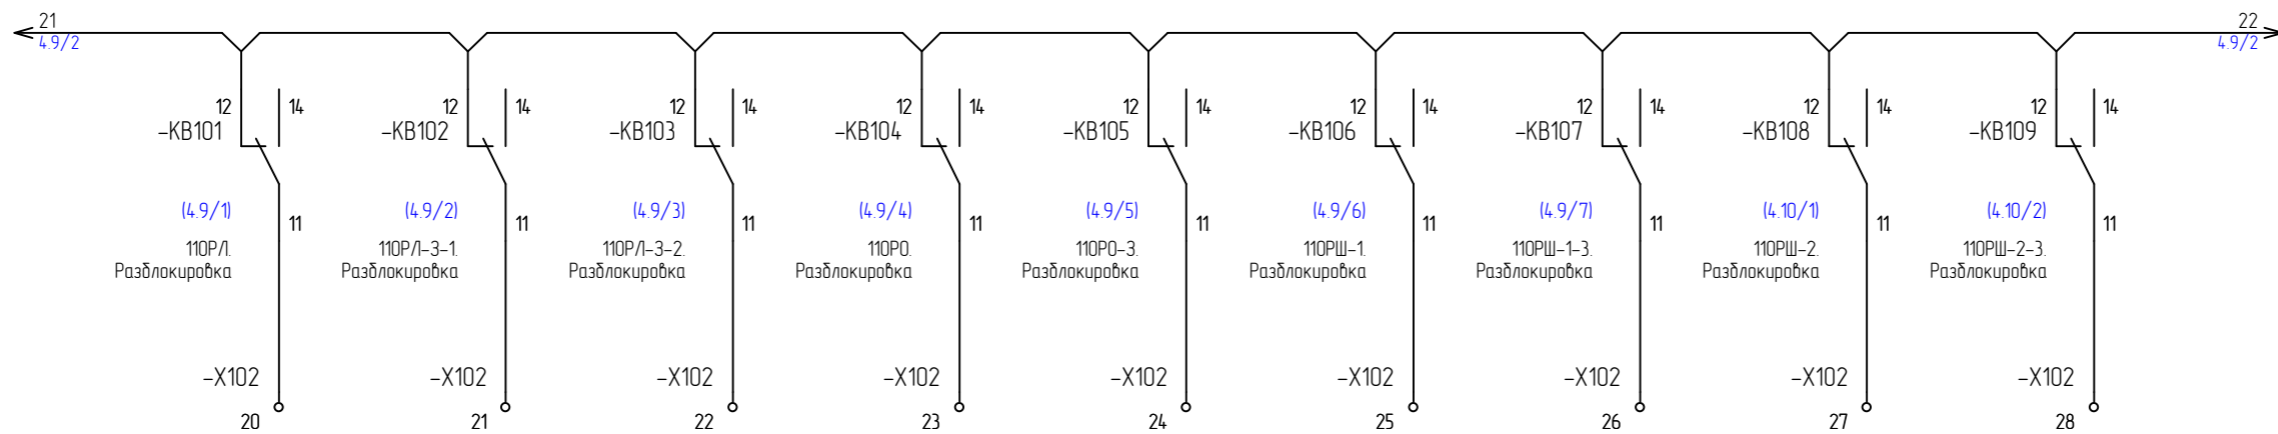 21 22
4.9/2 4.9/2
12 14 12 14 12 14 12 14 12 14 12 14 12 14 12 14 12 14
-KB101 -KB102 -KB103 -KB104 -KB105 -KB106 -KB107 -KB108 -KB109
(4.9/1) (4.9/2) (4.9/3) (4.9/4) (4.9/5) (4.9/6) (4.9/7) (4.10/1) (4.10/2)
11 11 11 11 11 11 11 11 11
110РЛ. 110РЛ-3-1. 110РЛ-3-2. 110РО. 110РО-3. 110РШ-1. 110РШ-1-3. 110РШ-2. 110РШ-2-3.
Разблокировка Разблокировка Разблокировка Разблокировка Разблокировка Разблокировка Разблокировка Разблокировка Разблокировка
-X102 -X102 -X102 -X102 -X102 -X102 -X102 -X102 -X102
20 21 22 23 24 25 26 27 28